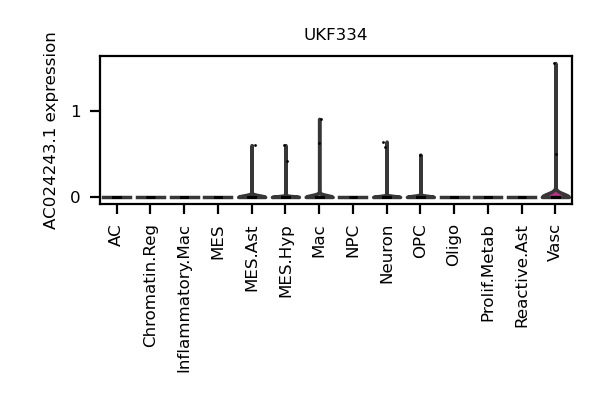 UKF334
AC024243.1 expression
1
0
AC
Chromatin.Reg
Inflammatory.Mac
MES
MES.Ast
MES.Hyp
Mac
NPC
Neuron
OPC
Oligo
Prolif.Metab
Reactive.Ast
Vasc